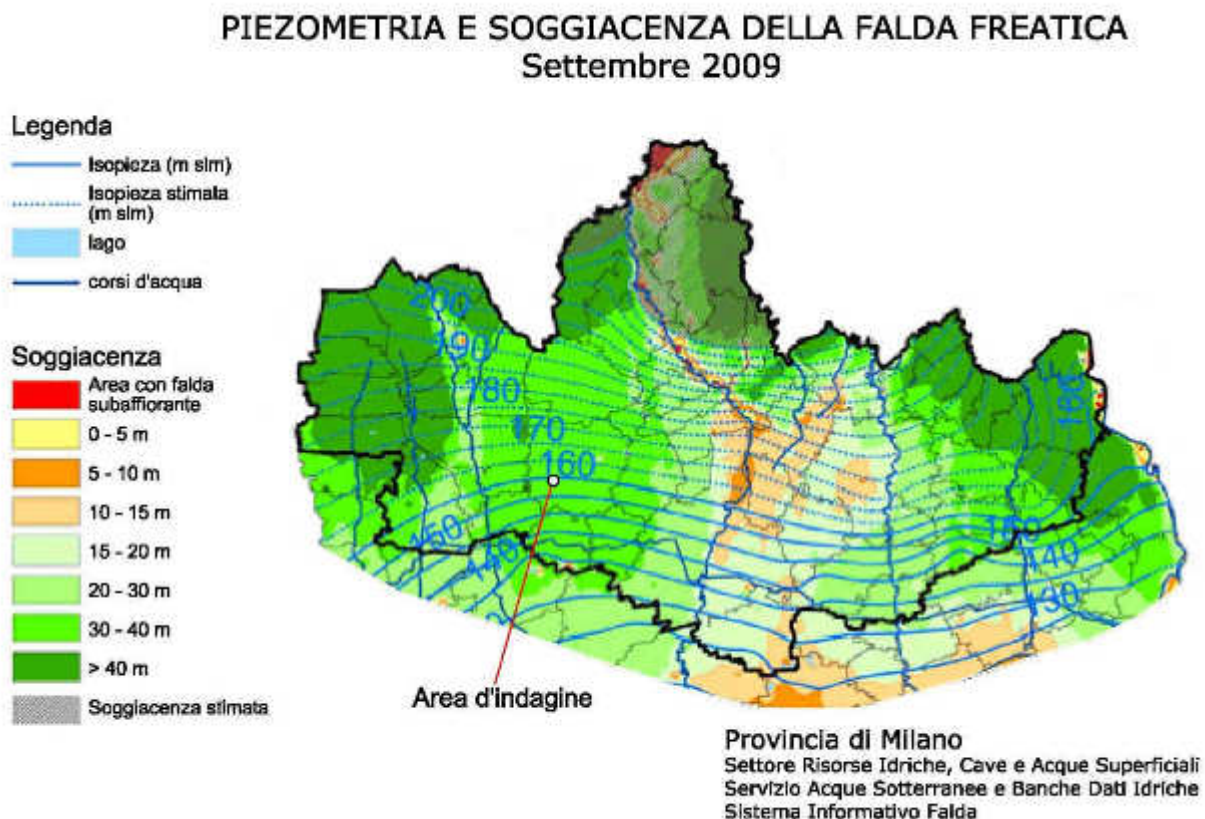 PIEZOMETRIA E SOGGIACENZA DELLA FALDA FREATICA
Settembre 2009
Legenda
Isopieza (m slm)
Isopieza stimata
(m slm)
lago
corsi d'acqua
Soggiacenza
Area con falda
subaffiorante
0 - 5 m
5 - 10 m
10 - 15 m
15 - 20 m
20 - 30 m
30 - 40 m
> 40 m
Soggiacenza stimata
200
190
180
170
160
160
140
160
160
140
130
Area d'indagine
Provincia di Milano
Settore Risorse Idriche, Cave e Acque Superficiali
Servizio Acque Sotterranee e Banche Dati Idriche
Sistema Informativo Falda